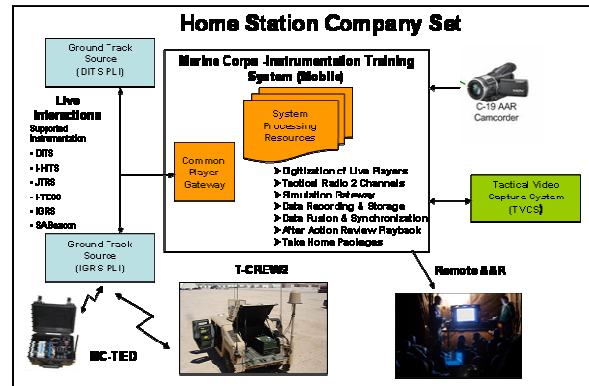 Home Station Company Set
Ground Track
Source
(DITS PLI)
Live
Interactions
Supported
Instrumentation
• DITS
• I-HITS
• JTRS
• I-TCOO
• IGRS
• SABeacon
Ground Track
Source
(IGRS PLI)
Marine Corps -Instrumentation Training
System (Mobile)
System
Processing
Resources
Common
Player
Gateway
➤Digitization of Live Players
➤Tactical Radio 2 Channels
➤Simulation Gateway
➤Data Recording & Storage
➤Data Fusion & Synchronization
➤After Action Review Playback
➤Take Home Packages
C-19 AAR
Camcorder
Tactical Video
Capture System
(TVCS)
T-CREW2
Remote AAR
MC-TIED